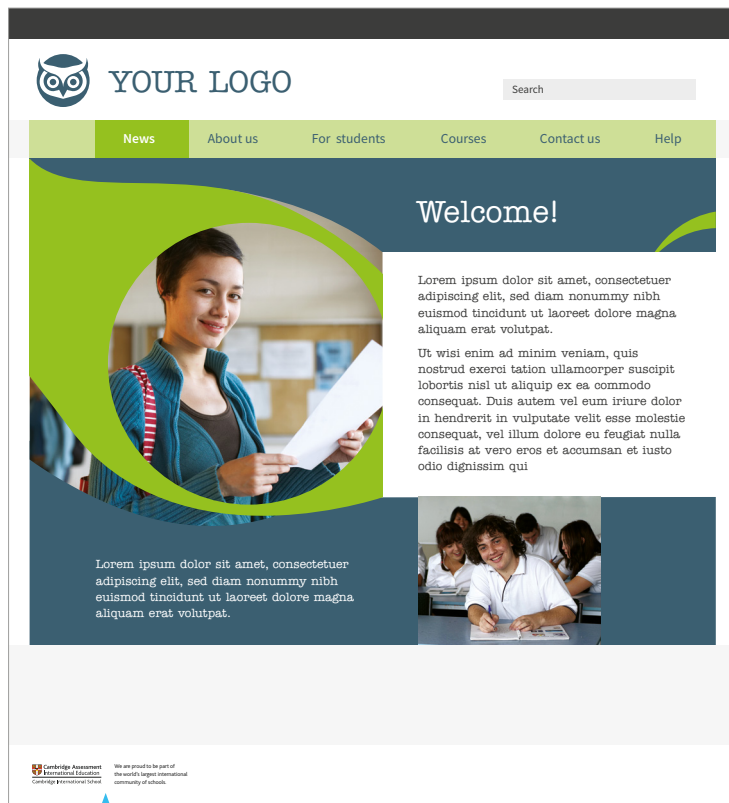 YOUR LOGO
Search
News About us For students Courses Contact us Help
Welcome!
Lorem ipsum dolor sit amet, consectetuer
adipiscing elit, sed diam nonummy nibh
euismod tincidunt ut laoreet dolore magna
aliquam erat volutpat.
Ut wisi enim ad minim veniam, quis
nostrud exerci tation ullamcorper suscipit
lobortis nisl ut aliquip ex ea commodo
consequat. Duis autem vel eum iriure dolor
in hendrerit in vulputate velit esse molestie
consequat, vel illum dolore eu feugiat nulla
facilisis at vero eros et accumsan et iusto
odio dignissim qui
Lorem ipsum dolor sit amet, consectetuer
adipiscing elit, sed diam nonummy nibh
euismod tincidunt ut laoreet dolore magna
aliquam erat volutpat.
Cambridge Assessment
International Education
Cambridge International School
We are proud to be part of
the world's largest international
community of schools.